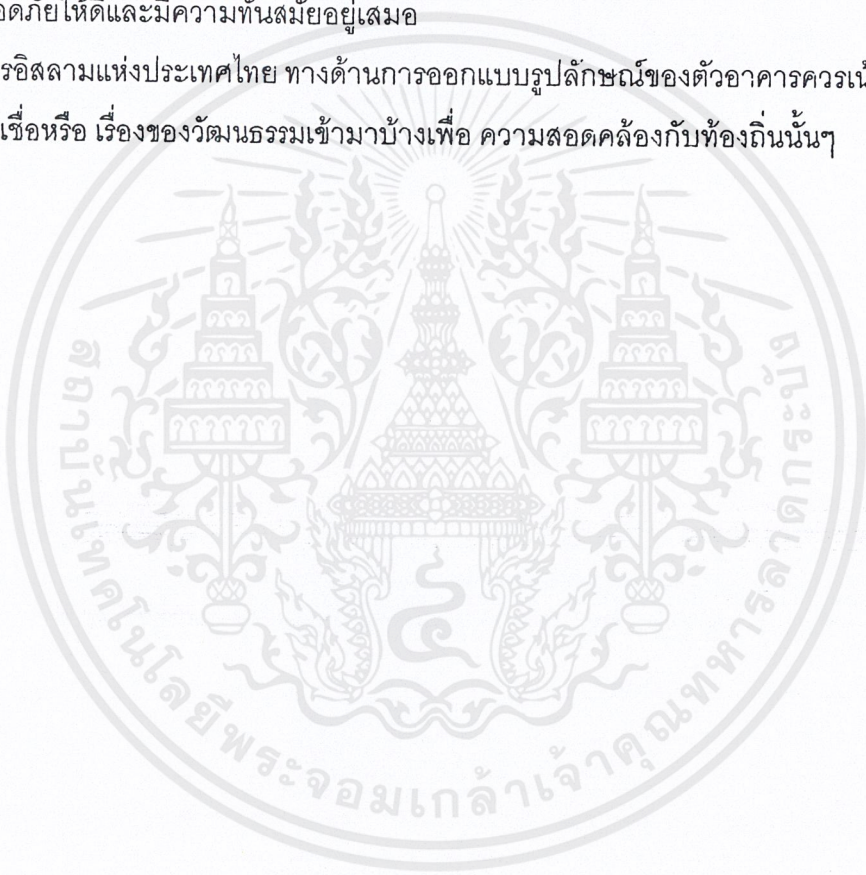 อดภัยให้ดีและมีความทันสมัยอยู่เสมอ
รอิสลามแห่งประเทศไทย ทางด้านการออกแบบรูปลักษณ์ของตัวอาคารควรเน้
เชื่อหรือ เรื่องของวัฒนธรรมเข้ามาบ้างเพื่อ ความสอดคล้องกับท้องถิ่นนั้นๆ
๔
สถาบันเทคโนโลยีพระจอมเกล้าเจ้าคุณทหารลาดกระบัง